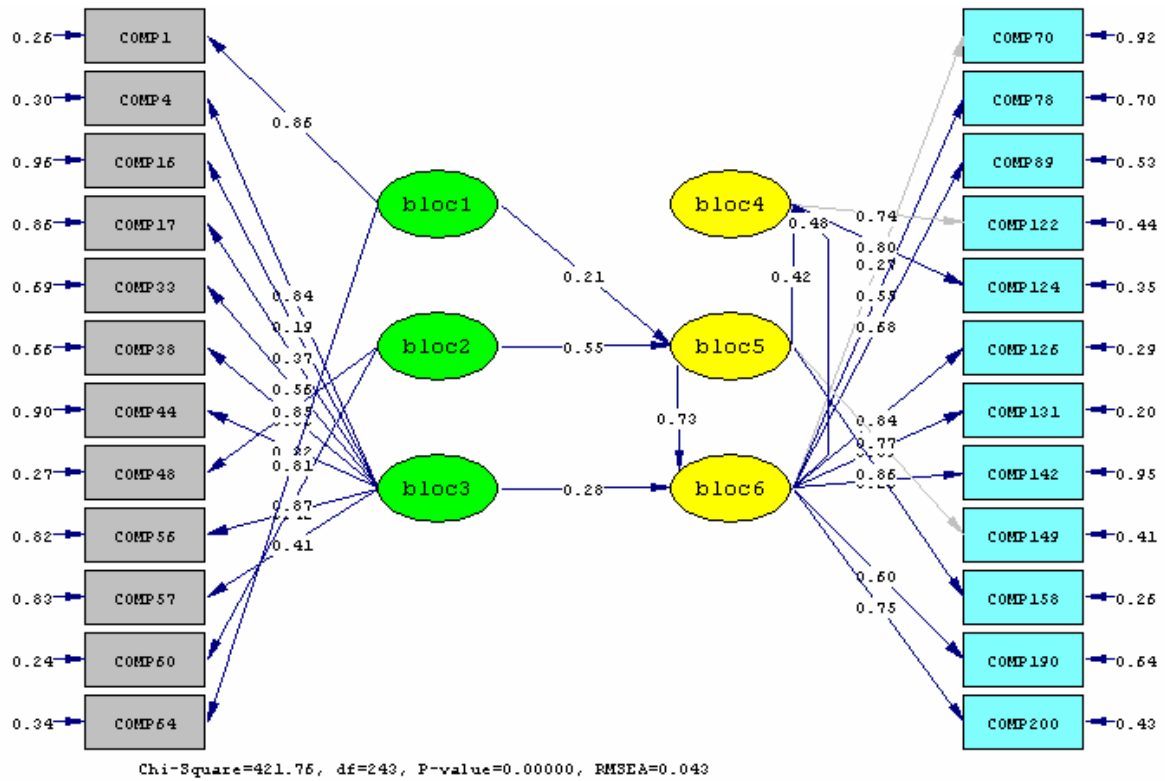 0.26 COMP1 COMP70 0.92
0.30 COMP4 COMP78 0.70
0.86
0.96 COMP16 COMP89 0.53
bloc1 bloc4
0.86 COMP17 0.74 COMP122 0.44
0.48
0.80
0.27
0.21 0.42
0.69 COMP33 COMP124 0.35
0.84 0.55
0.19 0.68
0.66 COMP38 bloc2 0.55 bloc5 COMP126 0.29
0.37
0.56
0.90 COMP44 COMP131 0.20
0.85 0.73 0.84
0.77
0.81
0.27 COMP48 0.86 COMP142 0.95
bloc3 0.28 bloc6
0.87
0.82 COMP56 COMP149 0.41
0.41
0.60
0.83 COMP57 COMP158 0.26
0.75
0.24 COMP60 COMP190 0.64
0.34 COMP64 COMP200 0.43
Chi-Square=421.76, df=243, P-value=0.00000, RMSEA=0.043